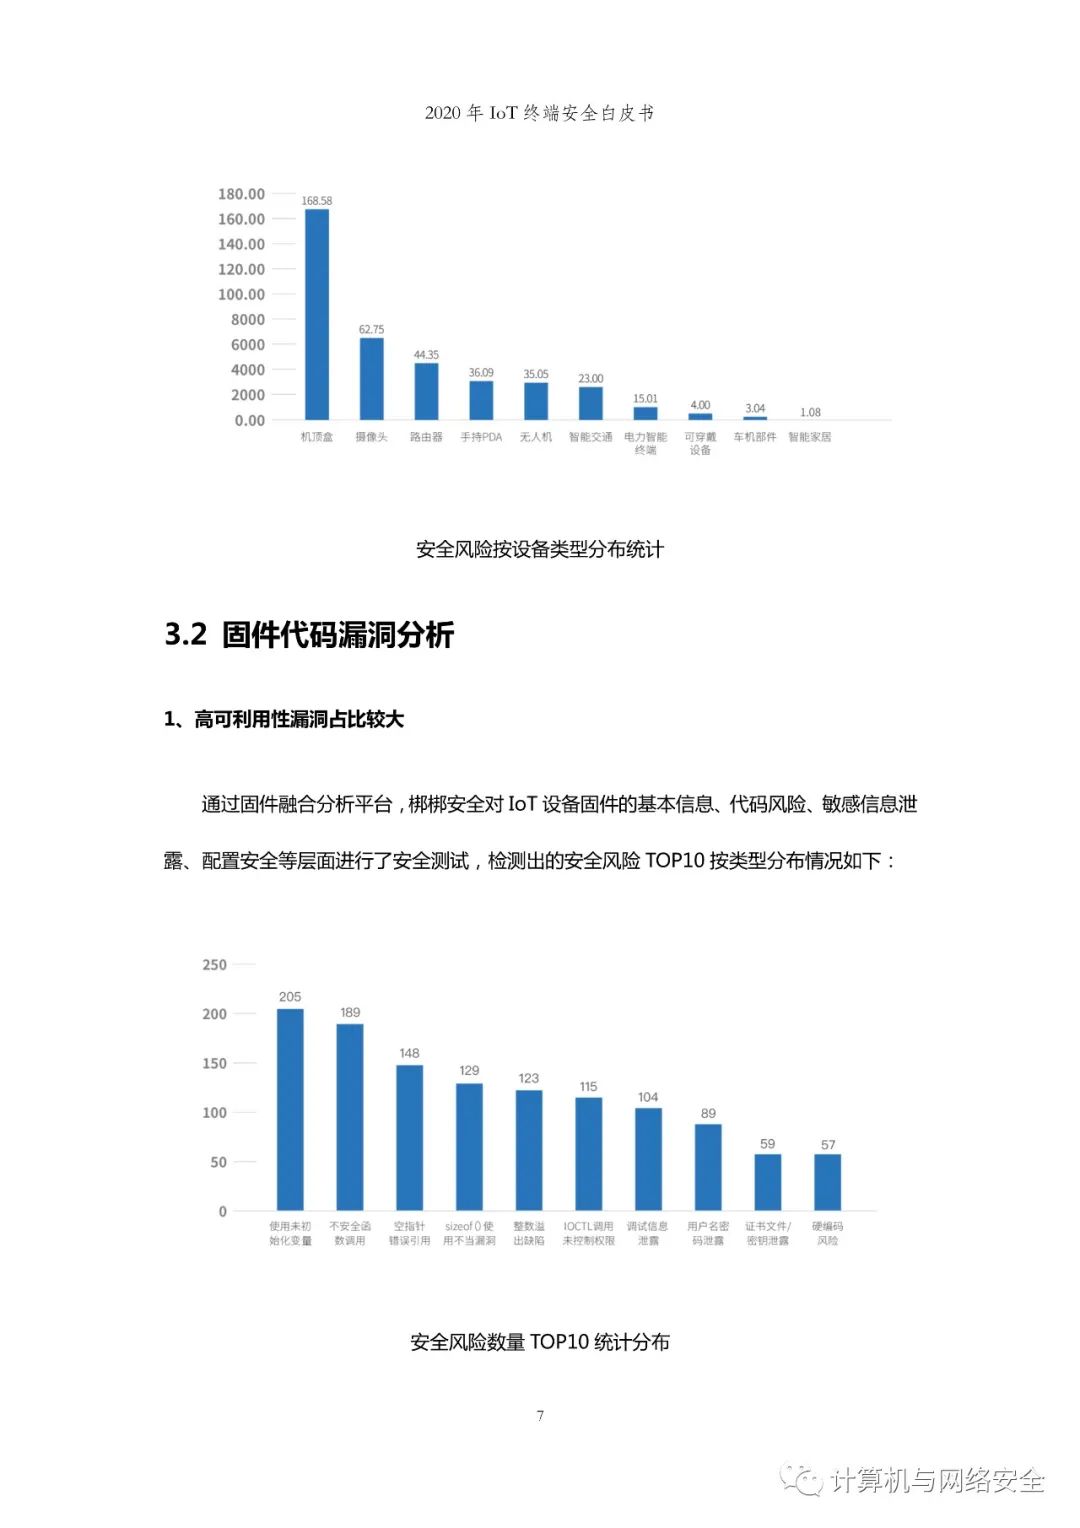 2020 年 IoT 终端安全白皮书
180.00
160.00
140.00
120.00
100.00
8000
6000
4000
2000
0.00
168.58
62.75
44.35
36.09
35.05
23.00
15.01
4.00
3.04
1.08
机顶盒
摄像头
路由器
手持PDA
无人机
智能交通
电力智能
终端
可穿戴
设备
车机部件
智能家居
安全风险按设备类型分布统计
3.2 固件代码漏洞分析
1、高可利用性漏洞占比较大
通过固件融合分析平台，梆梆安全对 IoT 设备固件的基本信息、代码风险、敏感信息泄
露、配置安全等层面进行了安全测试，检测出的安全风险 TOP10 按类型分布情况如下：
250
200
150
100
50
0
205
189
148
129
123
115
104
89
59
57
使用未初
始化变量
不安全函
数调用
空指针
错误引用
sizeof()使
用不当漏洞
整数溢
出缺陷
IOCTL调用
未控制权限
调试信息
泄露
用户名密
码泄露
证书文件/
密钥泄露
硬编码
风险
安全风险数量 TOP10 统计分布
7
计算机与网络安全